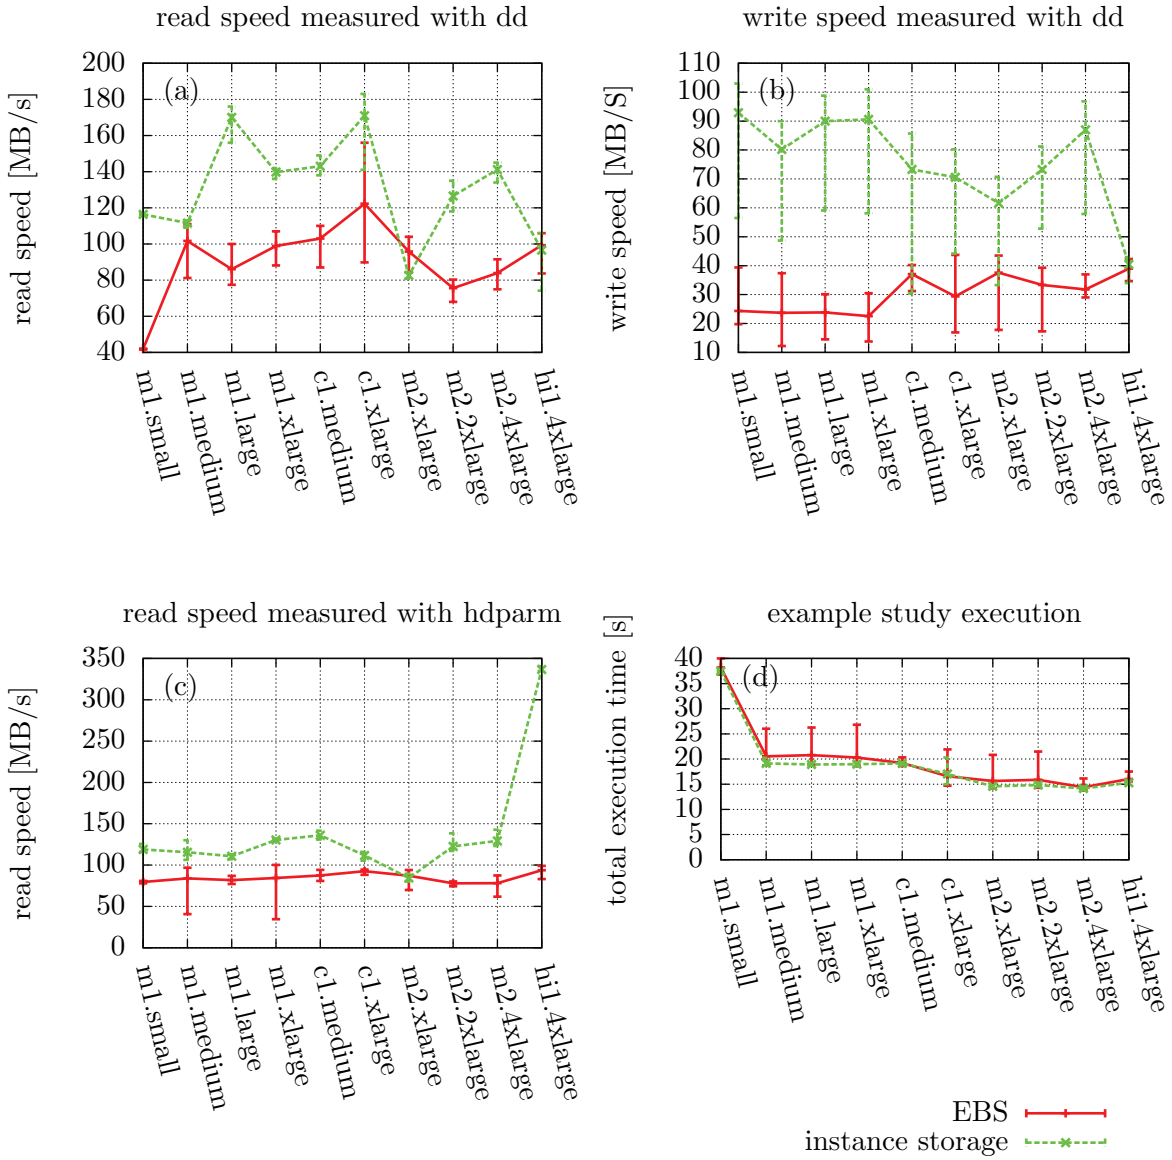 read speed measured with dd
read speed [MB/s]
200
180
160
140
120
100
80
60
40
(a)
m1.small
m1.medium
m1.large
m1.xlarge
c1.medium
c1.xlarge
m2.xlarge
m2.2xlarge
m2.4xlarge
hi1.4xlarge
write speed measured with dd
write speed [MB/S]
110
100
90
80
70
60
50
40
30
20
10
(b)
m1.small
m1.medium
m1.large
m1.xlarge
c1.medium
c1.xlarge
m2.xlarge
m2.2xlarge
m2.4xlarge
hi1.4xlarge
read speed measured with hdparm
read speed [MB/s]
350
300
250
200
150
100
50
0
(c)
m1.small
m1.medium
m1.large
m1.xlarge
c1.medium
c1.xlarge
m2.xlarge
m2.2xlarge
m2.4xlarge
hi1.4xlarge
example study execution
total execution time [s]
40
35
30
25
20
15
10
5
0
(d)
m1.small
m1.medium
m1.large
m1.xlarge
c1.medium
c1.xlarge
m2.xlarge
m2.2xlarge
m2.4xlarge
hi1.4xlarge
EBS
instance storage